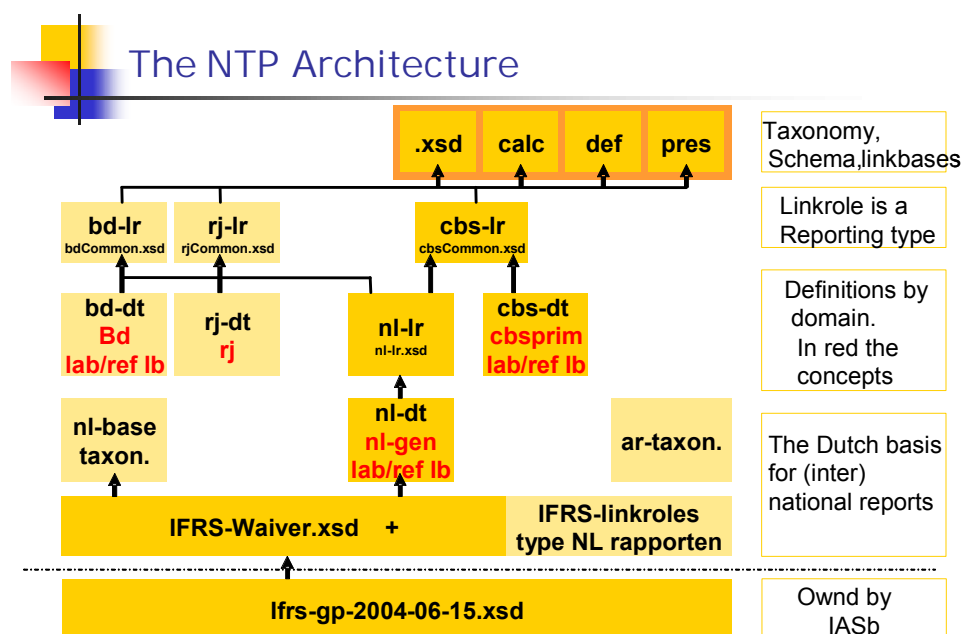 The NTP Architecture
.xsd
calc
def
pres
Taxonomy,
Schema,linkbases
bd-lr
bdCommon.xsd
rj-lr
rjCommon.xsd
cbs-lr
cbsCommon.xsd
Linkrole is a
Reporting type
bd-dt
Bd
lab/ref lb
rj-dt
rj
nl-lr
nl-lr.xsd
cbs-dt
cbsprim
lab/ref lb
Definitions by
domain.
In red the
concepts
nl-base
taxon.
nl-dt
nl-gen
lab/ref lb
ar-taxon.
The Dutch basis
for (inter)
national reports
IFRS-Waiver.xsd +
IFRS-linkroles
type NL rapporten
Ifrs-gp-2004-06-15.xsd
Ownd by
IASb